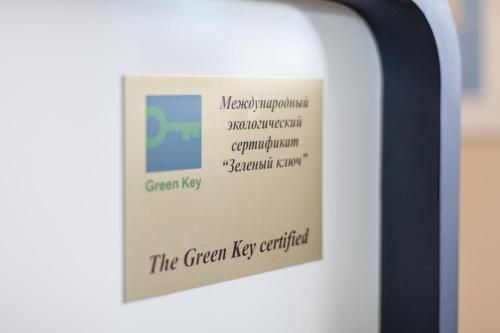 Международный
экологический
сертификат
"Зеленый ключ"
Green Key
The Green Key certified